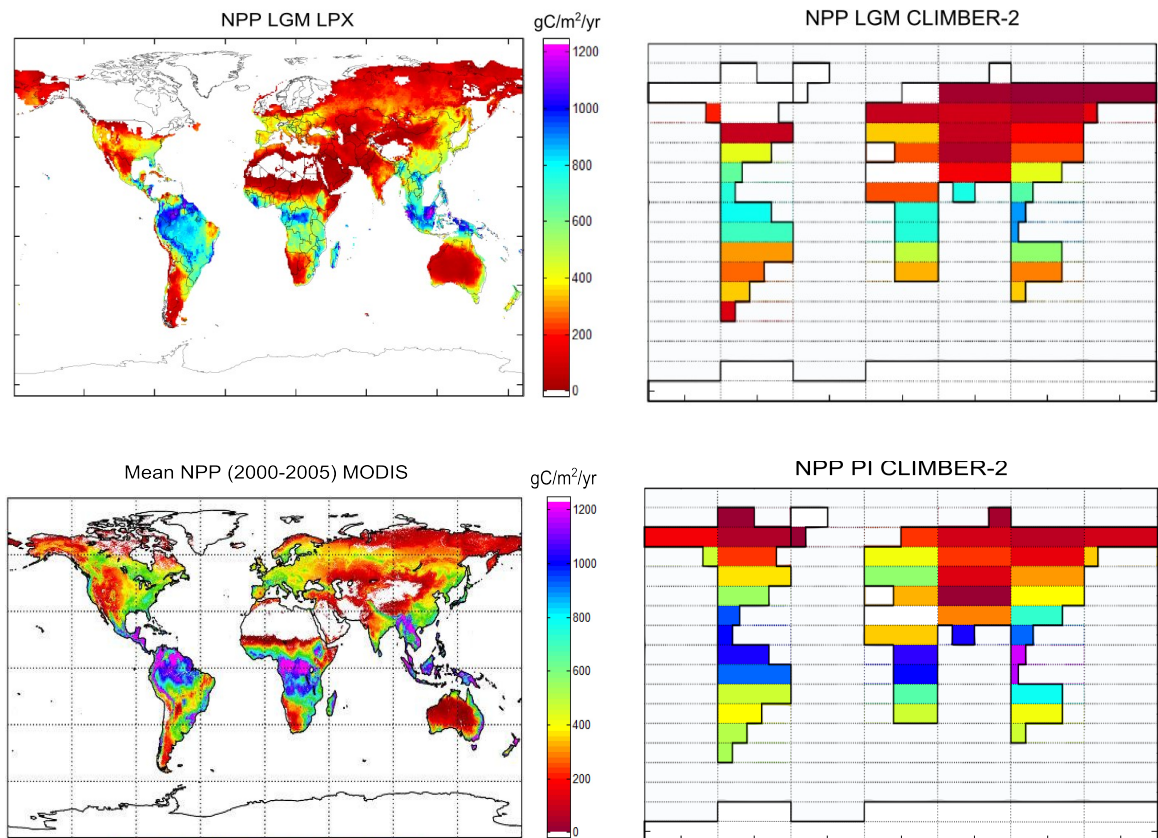 NPP LGM LPX
gC/m²/yr
1200
1000
800
600
400
200
0
NPP LGM CLIMBER-2
Mean NPP (2000-2005) MODIS
gC/m²/yr
1200
1000
800
600
400
200
0
NPP PI CLIMBER-2